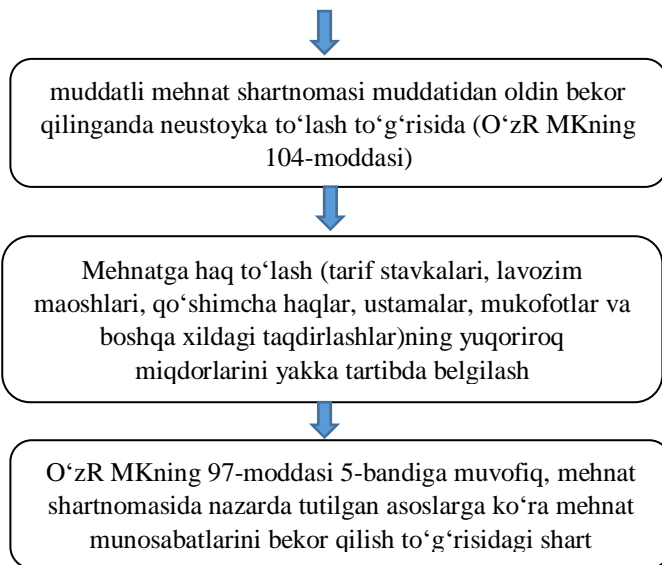 muddatli mehnat shartnomasi muddatidan oldin bekor
qilinganda neustoyka to‘lash to‘g‘risida (O‘zR MKning
104-moddasi)
Mehnatga haq to‘lash (tarif stavkalari, lavozim
maoshlari, qo‘shimcha haqlar, ustamalar, mukofotlar va
boshqa xildagi taqdirlashlar)ning yuqoriroq
miqdorlarini yakka tartibda belgilash
O‘zR MKning 97-moddasi 5-bandiga muvofiq, mehnat
shartnomasida nazarda tutilgan asoslarga ko‘ra mehnat
munosabatlarini bekor qilish to‘g‘risidagi shart